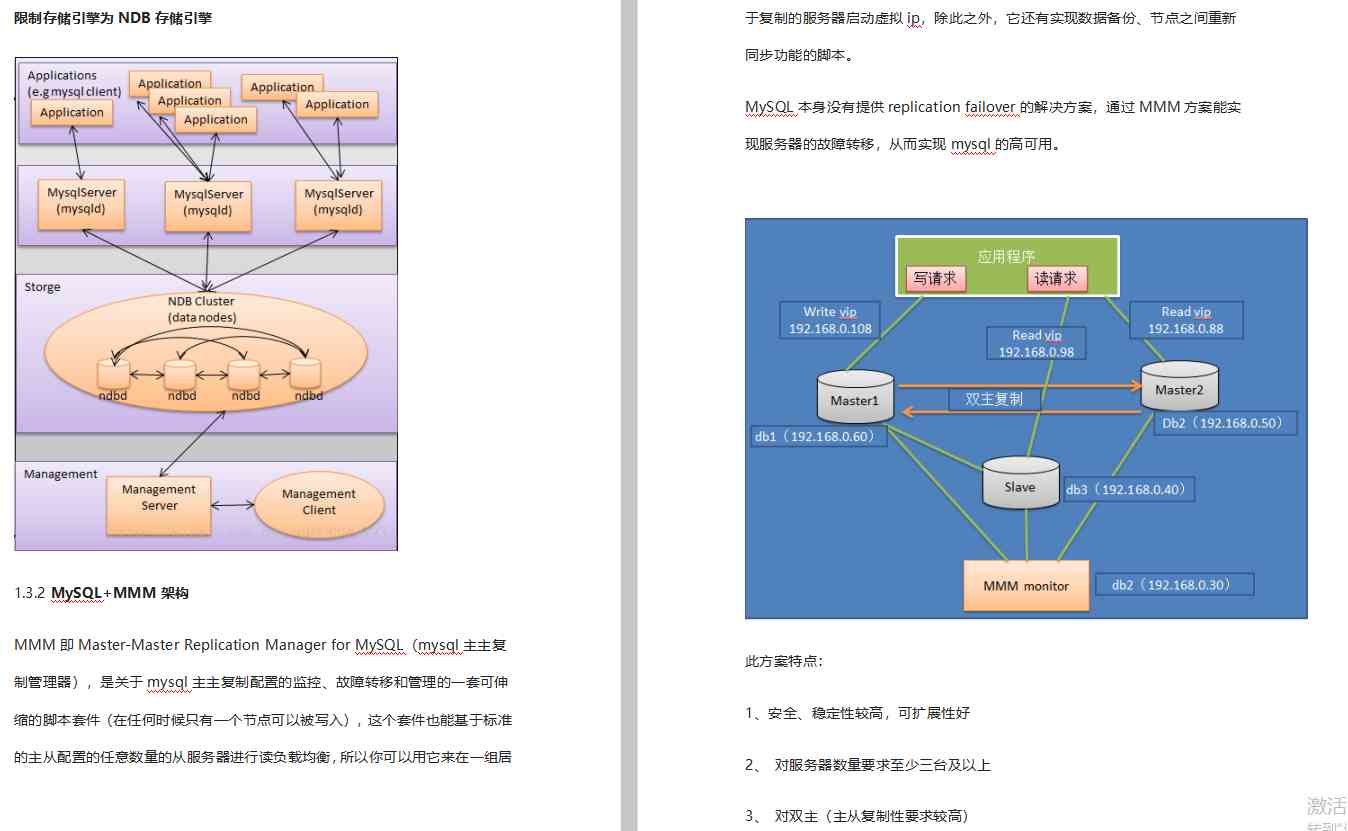 限制存储引擎为 NDB 存储引擎
Applications
(e.g mysql client)
Application
Application
Application
Application
Application
Application
MysqlServer
(mysqld)
MysqlServer
(mysqld)
MysqlServer
(mysqld)
Storge
NDB Cluster
(data nodes)
ndbd
ndbd
ndbd
ndbd
Management
Management
Server
Management
Client
1.3.2 MySQL+MMM 架构
MMM 即 Master-Master Replication Manager for MySQL（mysql 主主复
制管理器），是关于 mysql 主主复制配置的监控、故障转移和管理的一套可伸
缩的脚本套件（在任何时候只有一个节点可以被写入），这个套件也能基于标准
的主从配置的任意数量的从服务器进行读负载均衡，所以你可以用它来在一组居
于复制的服务器启动虚拟 ip，除此之外，它还有实现数据备份、节点之间重新
同步功能的脚本。
MySQL 本身没有提供 replication failover 的解决方案，通过 MMM 方案能实
现服务器的故障转移，从而实现 mysql 的高可用。
应用程序
写请求
读请求
Write vip
192.168.0.108
Read vip
192.168.0.98
Read vip
192.168.0.88
Master1
双主复制
Master2
db1（192.168.0.60）
Db2（192.168.0.50）
Slave
db3（192.168.0.40）
MMM monitor
db2（192.168.0.30）
此方案特点：
1、安全、稳定性较高，可扩展性好
2、 对服务器数量要求至少三台及以上
3、 对双主（主从复制性要求较高）
激活